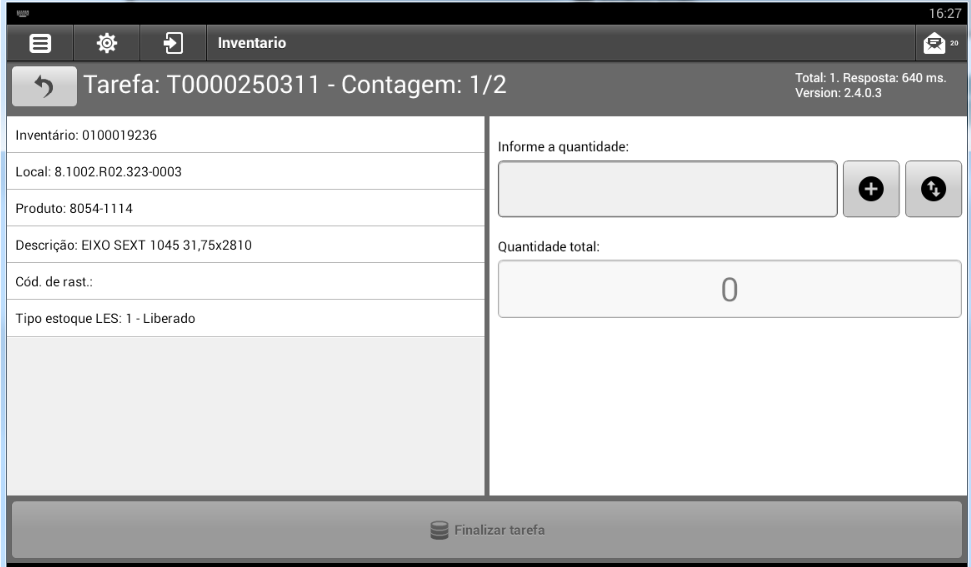 16:27
Inventario
20
Tarefa: T0000250311 - Contagem: 1/2
Total: 1. Resposta: 640 ms.
Version: 2.4.0.3
Inventário: 0100019236
Local: 8.1002.R02.323-0003
Produto: 8054-1114
Descrição: EIXO SEXT 1045 31,75x2810
Cód. de rast.:
Tipo estoque LES: 1 - Liberado
Informe a quantidade:
Quantidade total:
0
Finalizar tarefa